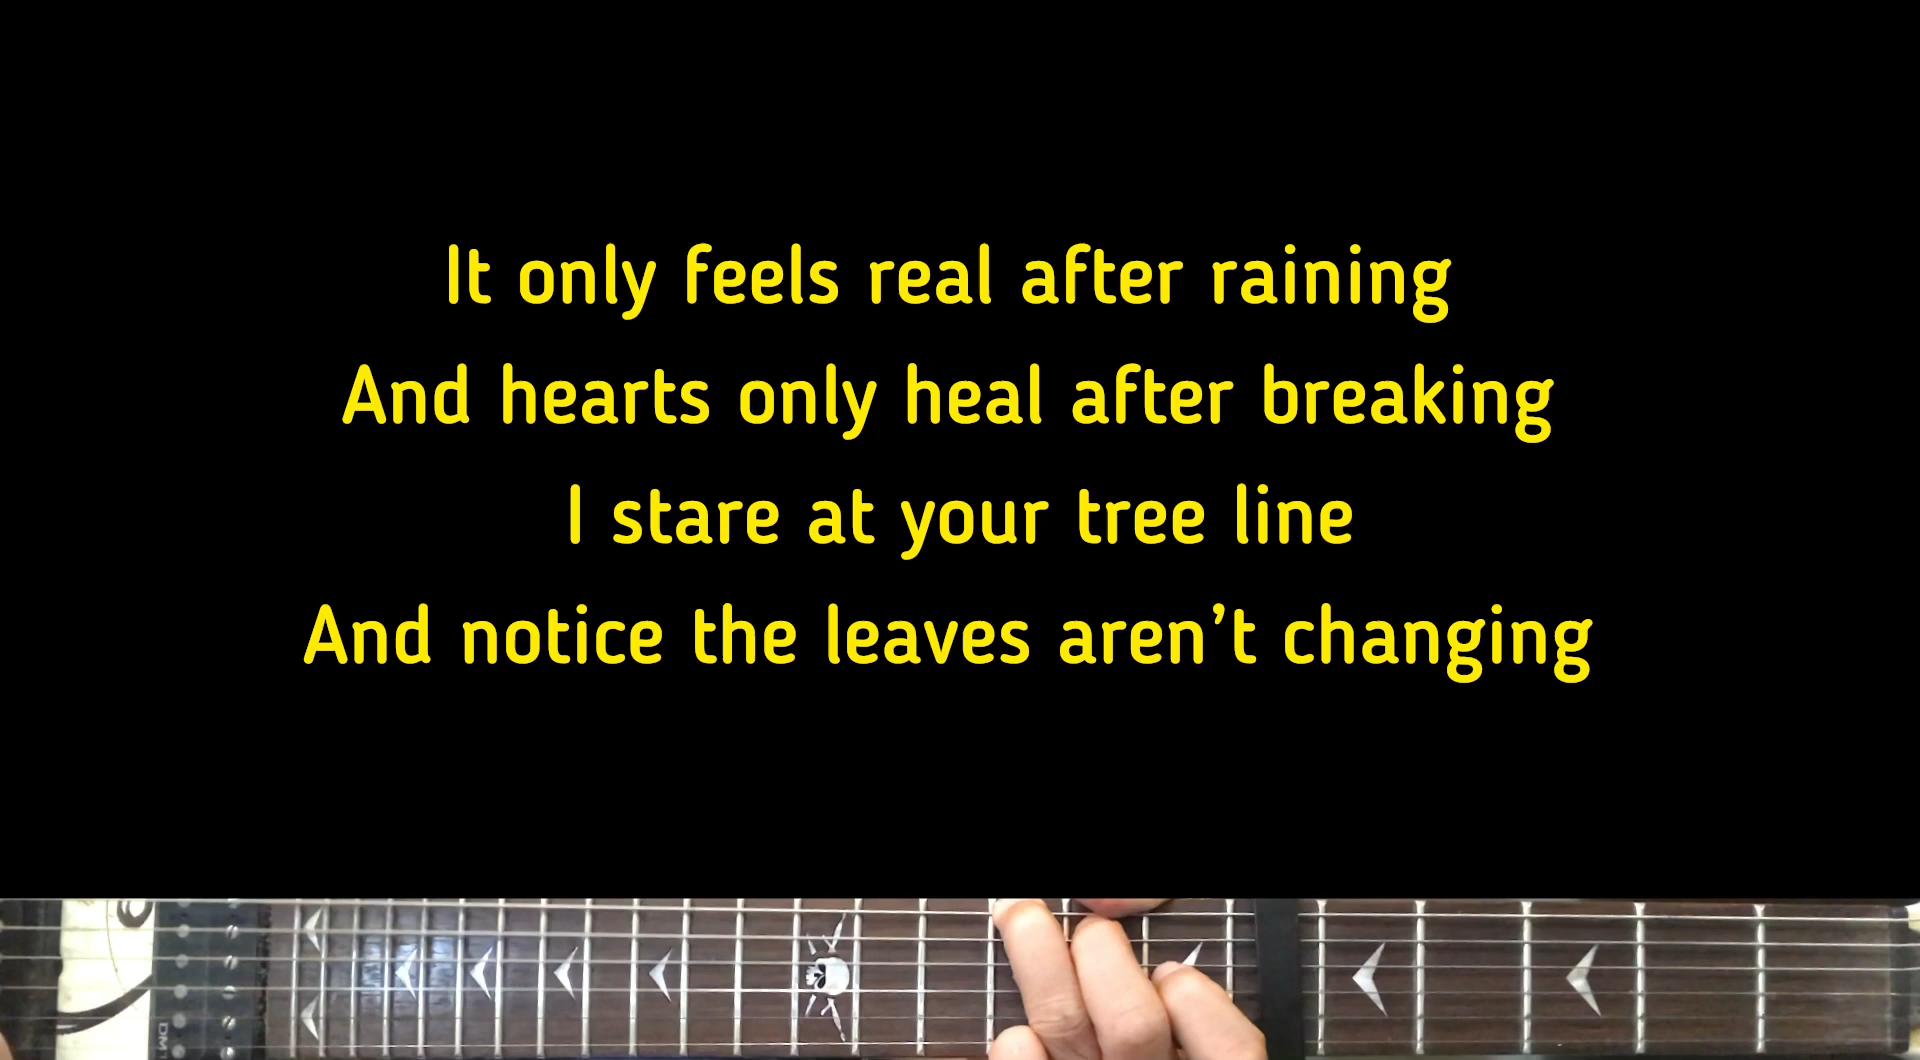 It only feels real after raining
And hearts only heal after breaking
I stare at your tree line
And notice the leaves aren’t changing